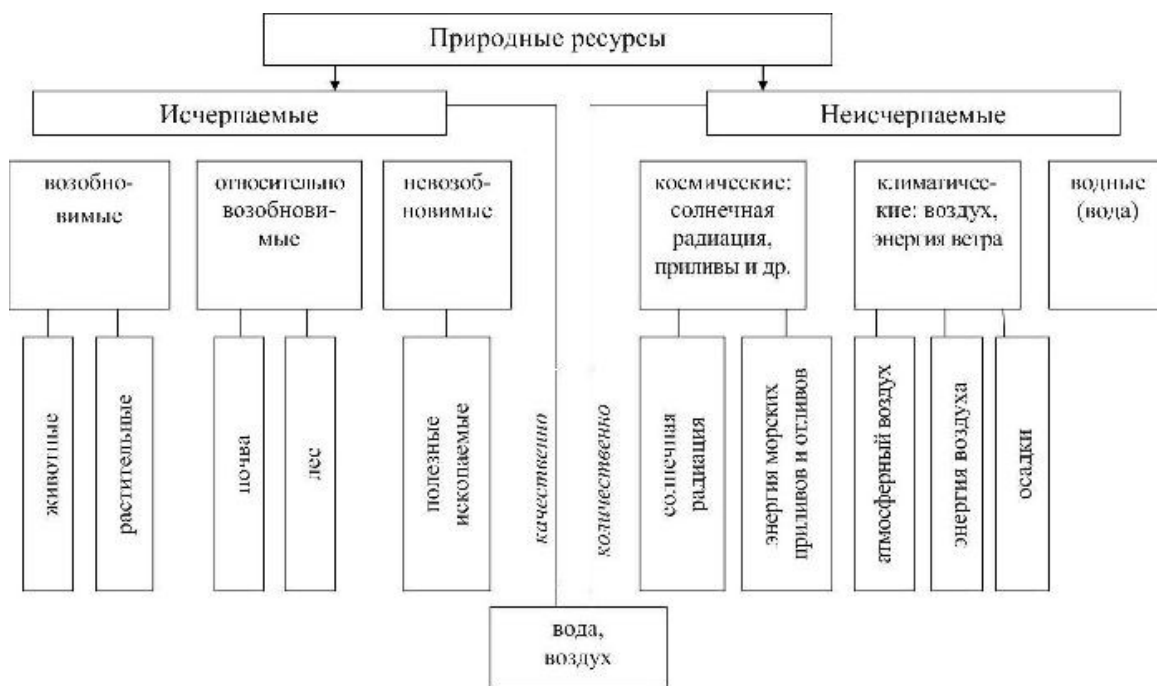 Природные ресурсы
Исчерпаемые
Неисчерпаемые
возобно-
вимые
относительно
возобнови-
мые
невозоб-
новимые
космические:
солнечная
радиация,
приливы и др.
климатичес-
кие: воздух,
энергия ветра
водные
(вода)
животные
растительные
почва
лес
полезные
ископаемые
качественно
количественно
солнечная
радиация
энергия морских
приливов и отливов
атмосферный воздух
энергия воздуха
осадки
вода,
воздух